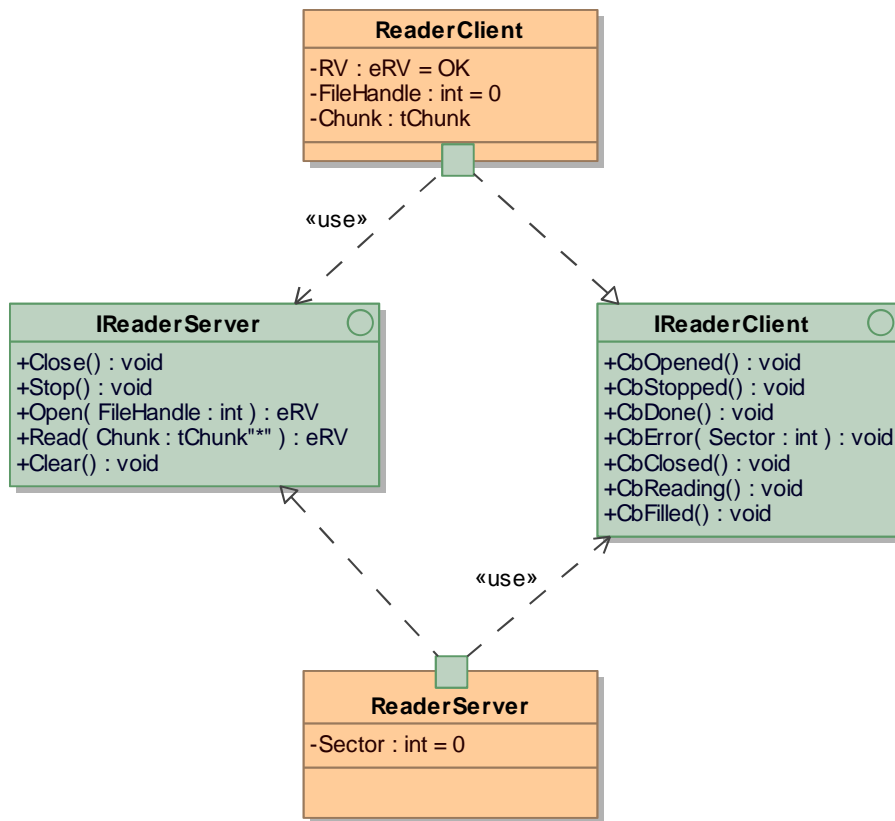 ReaderClient
-RV : eRV = OK
-FileHandle : int = 0
-Chunk : tChunk
«use»
IReaderServer
+Close() : void
+Stop() : void
+Open( FileHandle : int ) : eRV
+Read( Chunk : tChunk"*" ) : eRV
+Clear() : void
IReaderClient
+CbOpened() : void
+CbStopped() : void
+CbDone() : void
+CbError( Sector : int ) : void
+CbClosed() : void
+CbReading() : void
+CbFilled() : void
«use»
ReaderServer
-Sector : int = 0